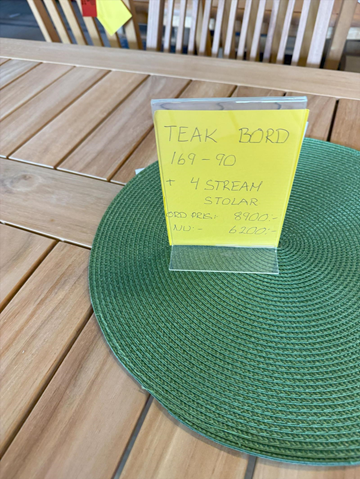 TEAK BORD
169-90
+ 4 STREAM
STOLAR
ORD PRIS:- 8900:-
NU:- 6200:-